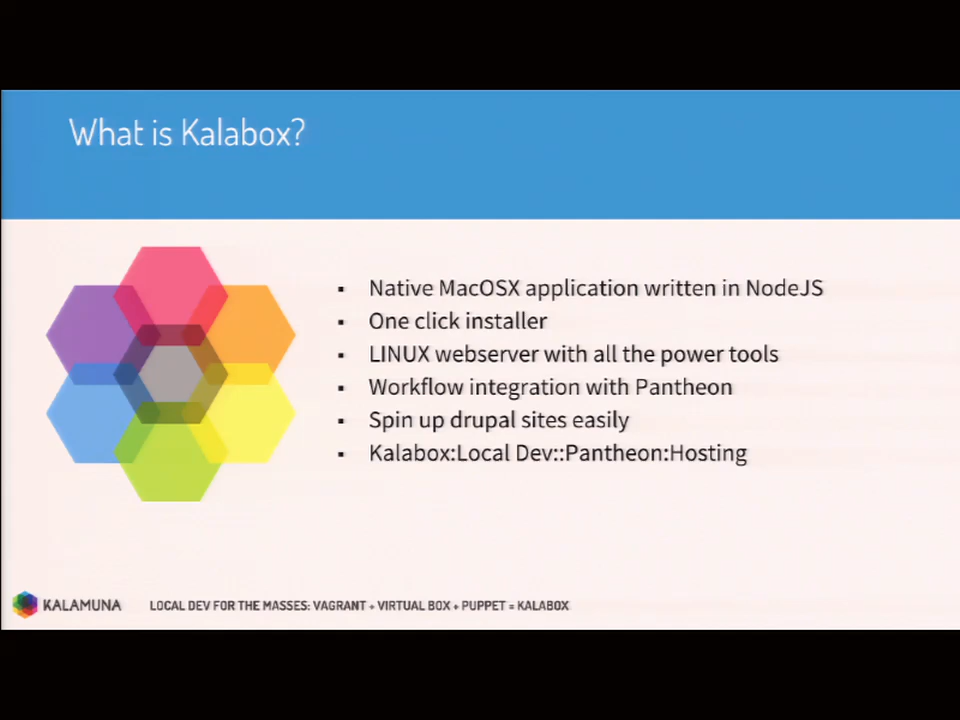 What is Kalabox?
▪ Native MacOSX application written in NodeJS
▪ One click installer
▪ LINUX webserver with all the power tools
▪ Workflow integration with Pantheon
▪ Spin up drupal sites easily
▪ Kalabox:Local Dev::Pantheon:Hosting
KALAMUNA LOCAL DEV FOR THE MASSES: VAGRANT + VIRTUAL BOX + PUPPET = KALABOX